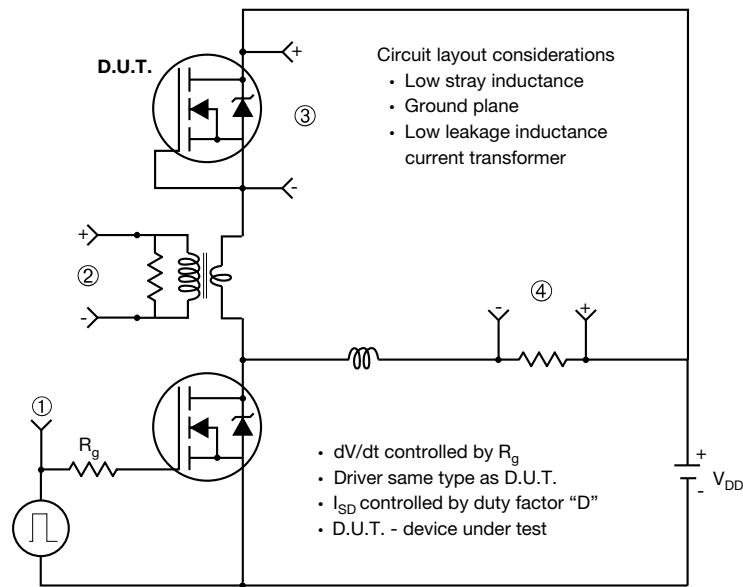 D.U.T.
+
-
③
Circuit layout considerations
• Low stray inductance
• Ground plane
• Low leakage inductance
current transformer
+
②
-
④
-
+
①
Rg
• dV/dt controlled by Rg
• Driver same type as D.U.T.
• ISD controlled by duty factor “D”
• D.U.T. - device under test
+
-
VDD